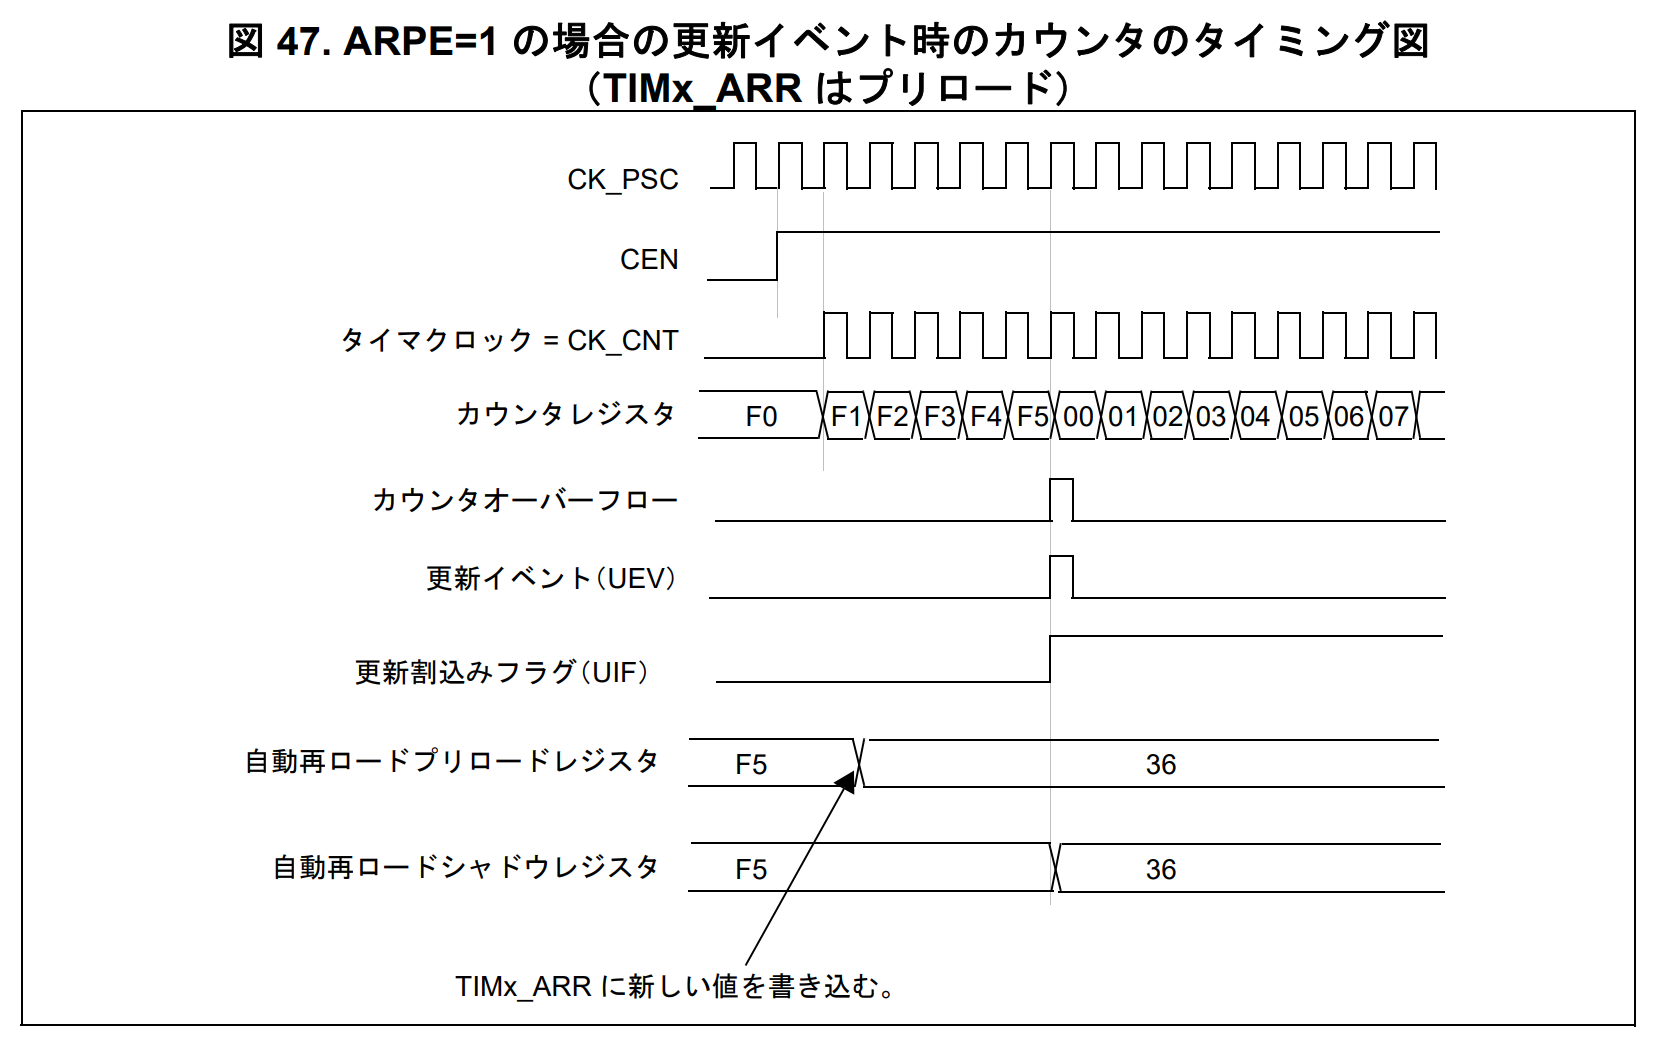 図 47. ARPE=1 の場合の更新イベント時のカウンタのタイミング図
（TIMx_ARR はプリロード）
CK_PSC
CEN
タイマクロック = CK_CNT
カウンタレジスタ F0 F1 F2 F3 F4 F5 00 01 02 03 04 05 06 07
カウンタオーバーフロー
更新イベント（UEV）
更新割込みフラグ（UIF）
自動再ロードプリロードレジスタ F5 36
自動再ロードシャドウレジスタ F5 36
TIMx_ARR に新しい値を書き込む。